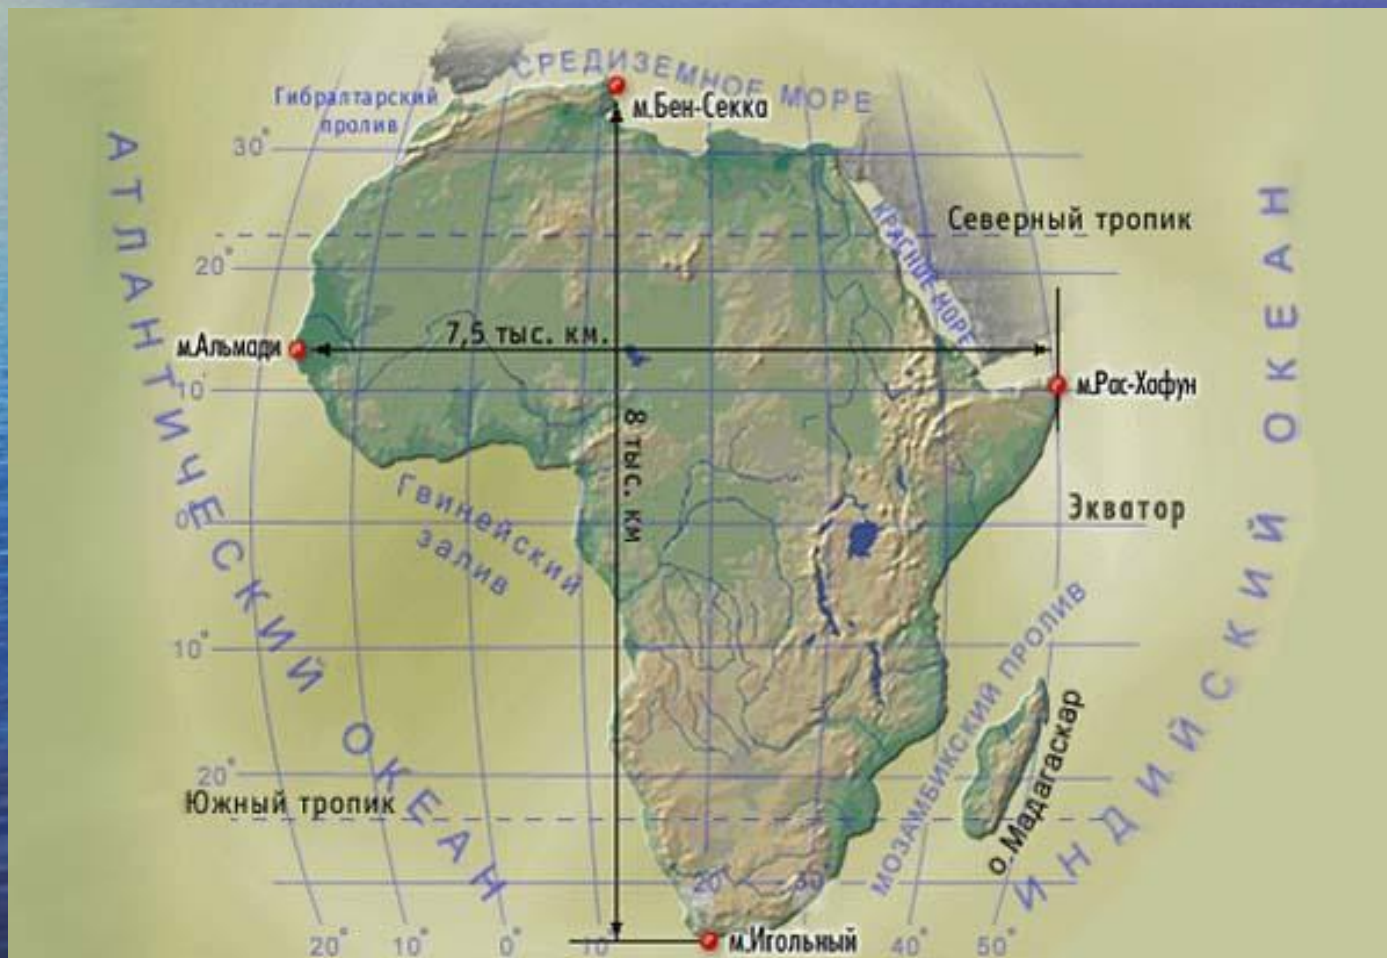 СРЕДИЗЕМНОЕ МОРЕ
Гибралтарский
пролив
м.Бен-Секка
30°
АТЛАНТИЧЕСКИЙ ОКЕАН
КРАСНОЕ МОРЕ
Северный тропик
20°
ИНДИЙСКИЙ ОКЕАН
7,5 тыс. км.
м.Альмади
10°
м.Рас-Хафун
8 тыс. км
Гвинейский
залив
0°
Экватор
10°
МОЗАМБИКСКИЙ ПРОЛИВ
о.Мадагаскар
20°
Южный тропик
20°
30°
м.Игольный
20°
10°
0°
10
40°
50°